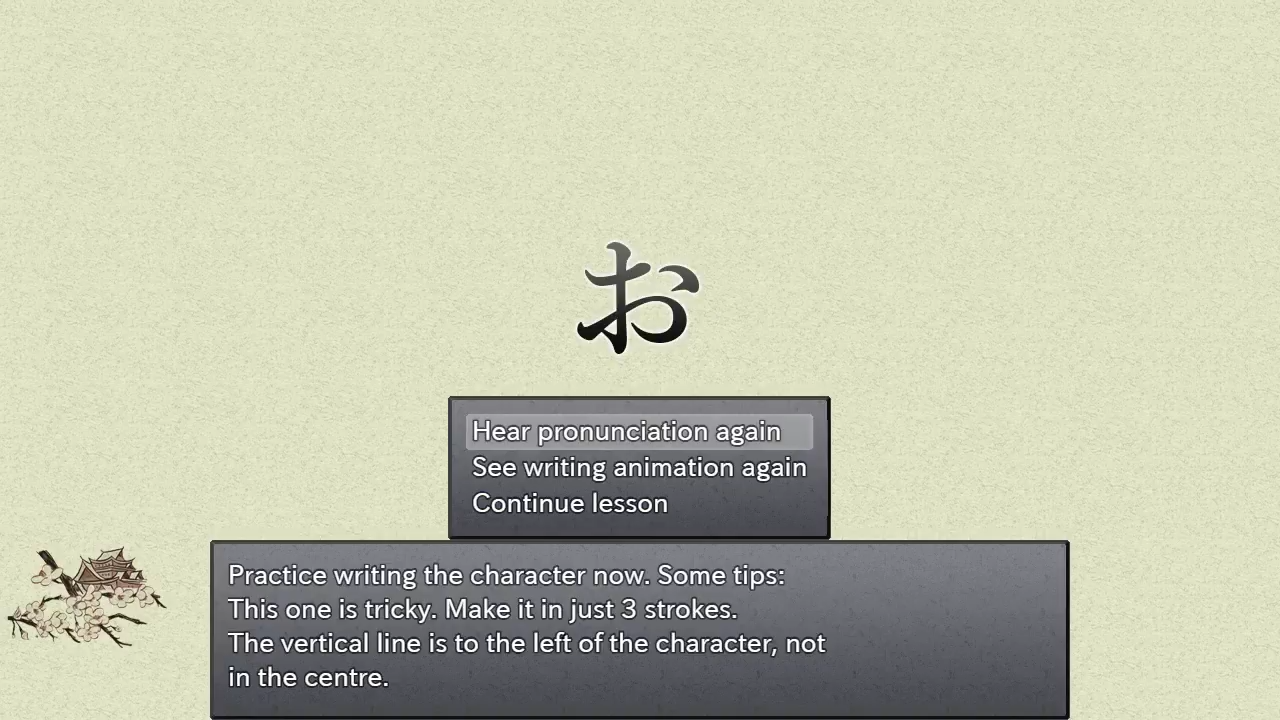 お
Hear pronunciation again
See writing animation again
Continue lesson
Practice writing the character now. Some tips:
This one is tricky. Make it in just 3 strokes.
The vertical line is to the left of the character, not
in the centre.